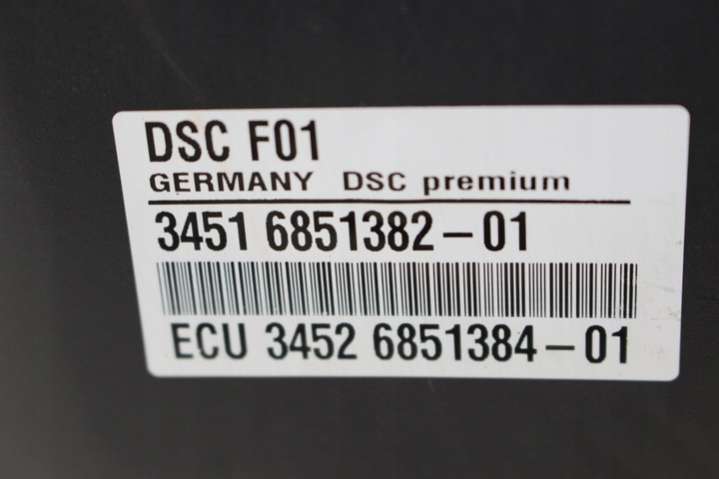 DSC F01
GERMANY DSC premium
3451 6851382-01
ECU 3452 6851384-01